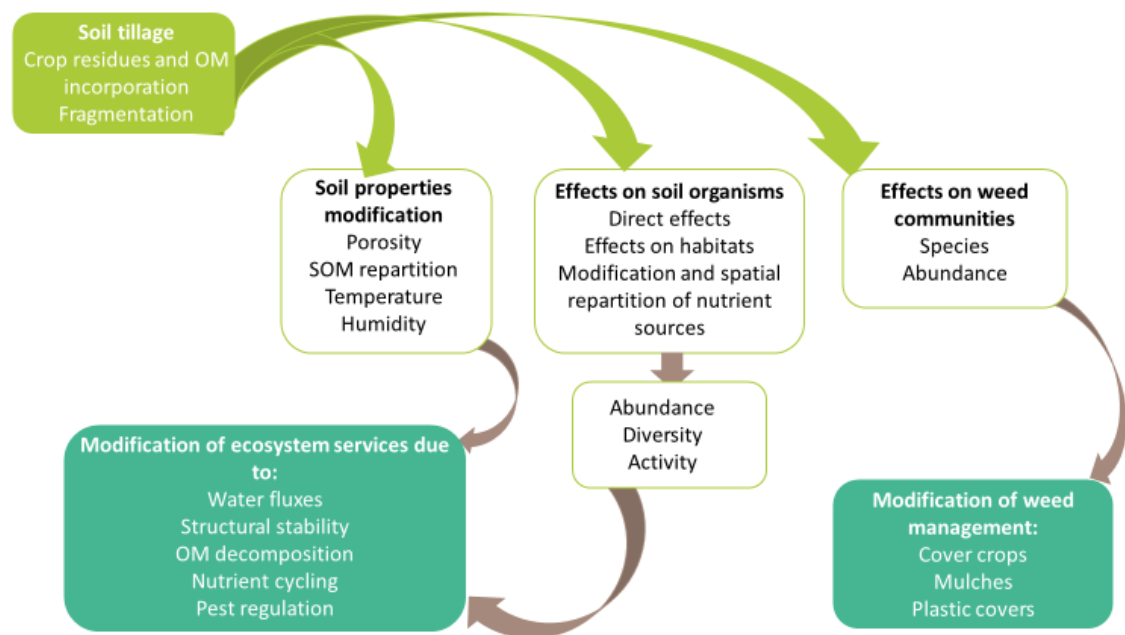 Soil tillage
Crop residues and OM
incorporation
Fragmentation
Soil properties
modification
Porosity
SOM repartition
Temperature
Humidity
Effects on soil organisms
Direct effects
Effects on habitats
Modification and spatial
repartition of nutrient
sources
Effects on weed
communities
Species
Abundance
Abundance
Diversity
Activity
Modification of ecosystem services due
to:
Water fluxes
Structural stability
OM decomposition
Nutrient cycling
Pest regulation
Modification of weed
management:
Cover crops
Mulches
Plastic covers